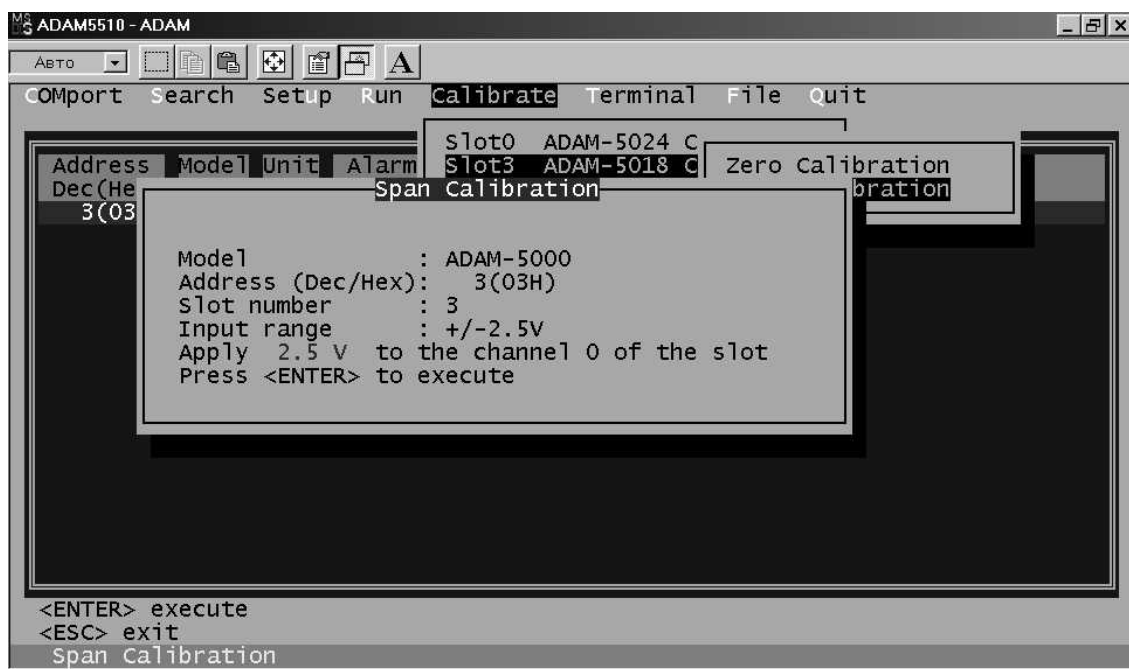 ADAM5510 - ADAM
Авто
A
COMport Search Setup Run Calibrate Terminal File Quit
Slot0 ADAM-5024 C
Address Model Unit Alarm Slot3 ADAM-5018 C Zero Calibration
Dec(He Span Calibration bration
3(03
Model : ADAM-5000
Address (Dec/Hex): 3(03H)
Slot number : 3
Input range : +/-2.5V
Apply 2.5 V to the channel 0 of the slot
Press <ENTER> to execute
<ENTER> execute
<ESC> exit
Span Calibration